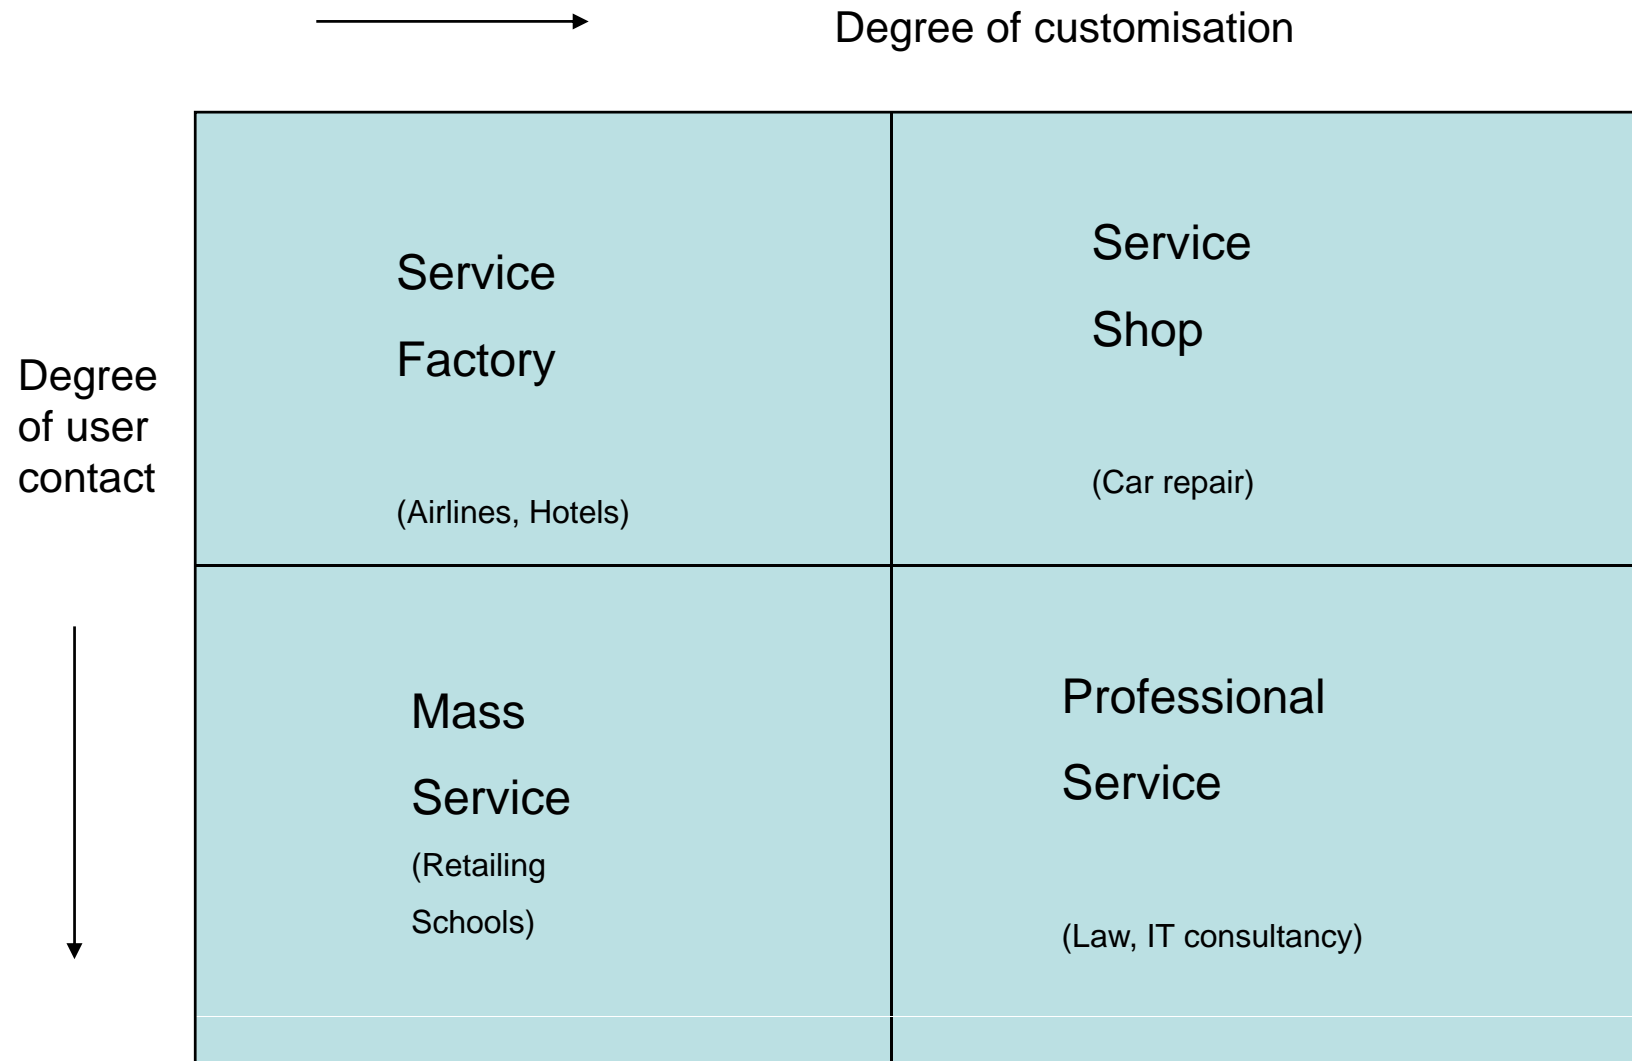 Degree of customisation
Service
Factory
(Airlines, Hotels)
Service
Shop
(Car repair)
Degree
of user
contact
Mass
Service
(Retailing
Schools)
Professional
Service
(Law, IT consultancy)